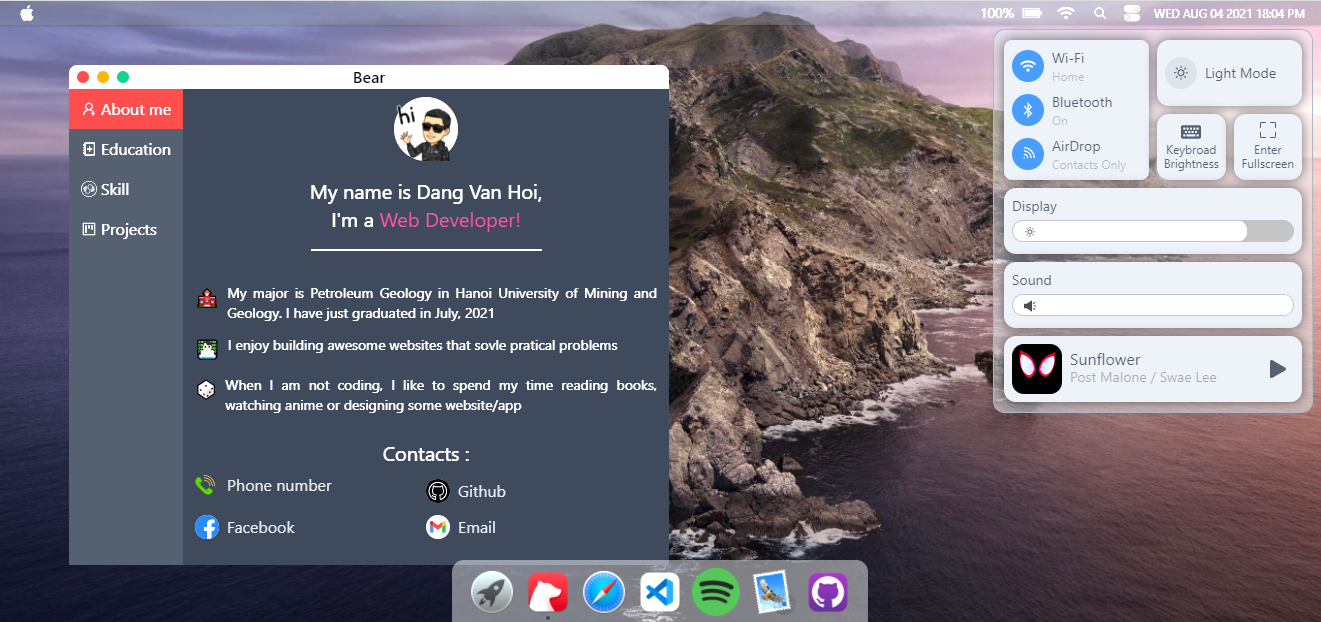 100%
WED AUG 04 2021 18:04 PM
Bear
About me
Education
Skill
Projects
hi
My name is Dang Van Hoi,
I'm a Web Developer!
My major is Petroleum Geology in Hanoi University of Mining and
Geology. I have just graduated in July, 2021
I enjoy building awesome websites that sovle pratical problems
When I am not coding, I like to spend my time reading books,
watching anime or designing some website/app
Contacts :
Phone number
Github
Facebook
Email
Wi-Fi
Home
Bluetooth
On
AirDrop
Contacts Only
Light Mode
Keybroad
Brightness
Enter
Fullscreen
Display
Sound
Sunflower
Post Malone / Swae Lee